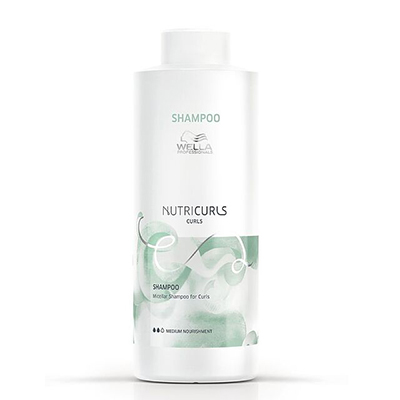 SHAMPOO
WELLA
PROFESSIONALS
NUTRICURLS
CURLS
SHAMPOO
Micellar Shampoo for Curls
MEDIUM NOURISHMENT